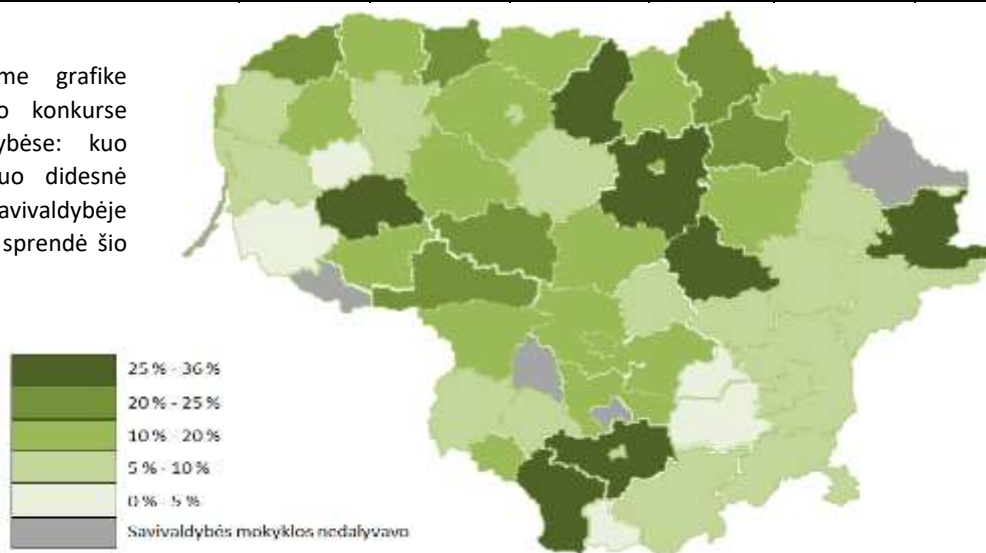 me grafike
o konkurse
bėse: kuo
uo didesnė
avivaldybėje
sprendė šio
25 % - 36 %
20 % - 25 %
10 % - 20 %
5 % - 10 %
0 % - 5 %
Savivaldybės mokyklos nedalyvavo